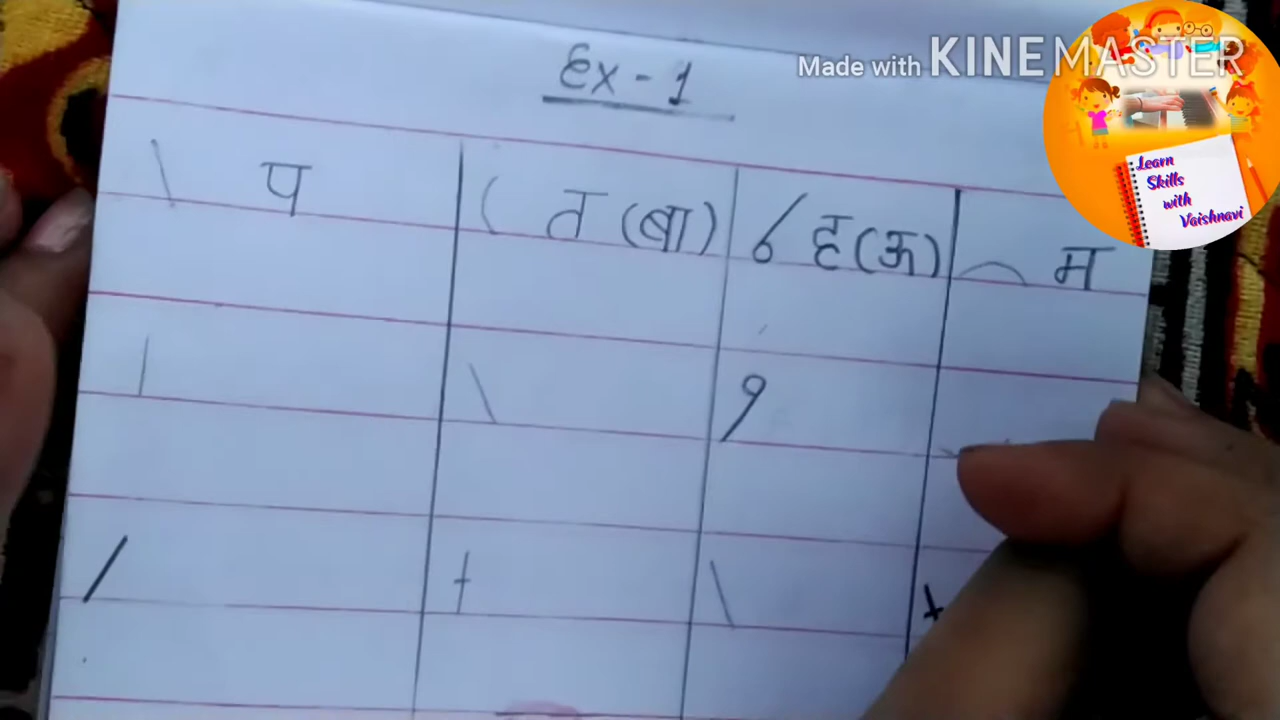 Made with KINEMASTER
Ex - 1
Learn
Skills
with
Vaishnavi
प त (बा) ह (ऊ) म